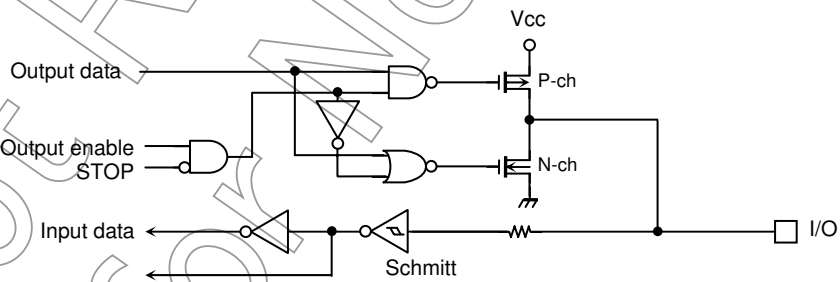 Vcc
Output data
P-ch
Output enable
STOP
N-ch
Input data
I/O
Schmitt